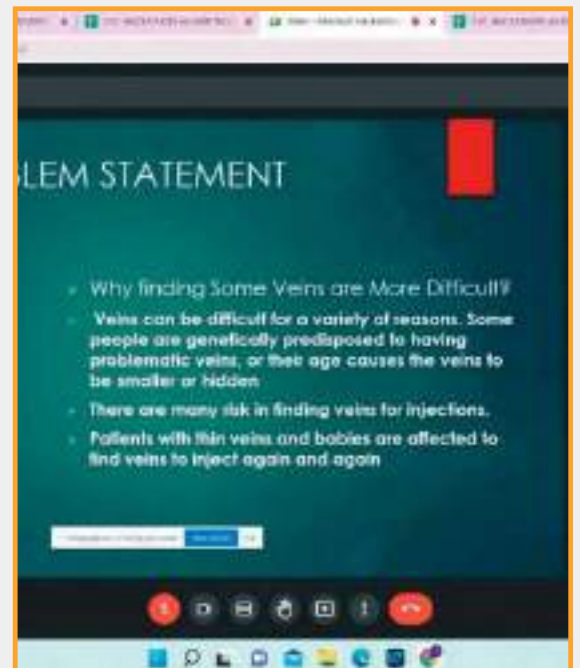 LEM STATEMENT
Why finding Some Veins are More Difficult?
Veins can be difficult for a variety of reasons. Some
people are genetically predisposed to having
problematic veins, or their age causes the veins to
be smaller or hidden
There are many risk in finding veins for injections.
Patients with thin veins and babies are affected to
find veins to inject again and again